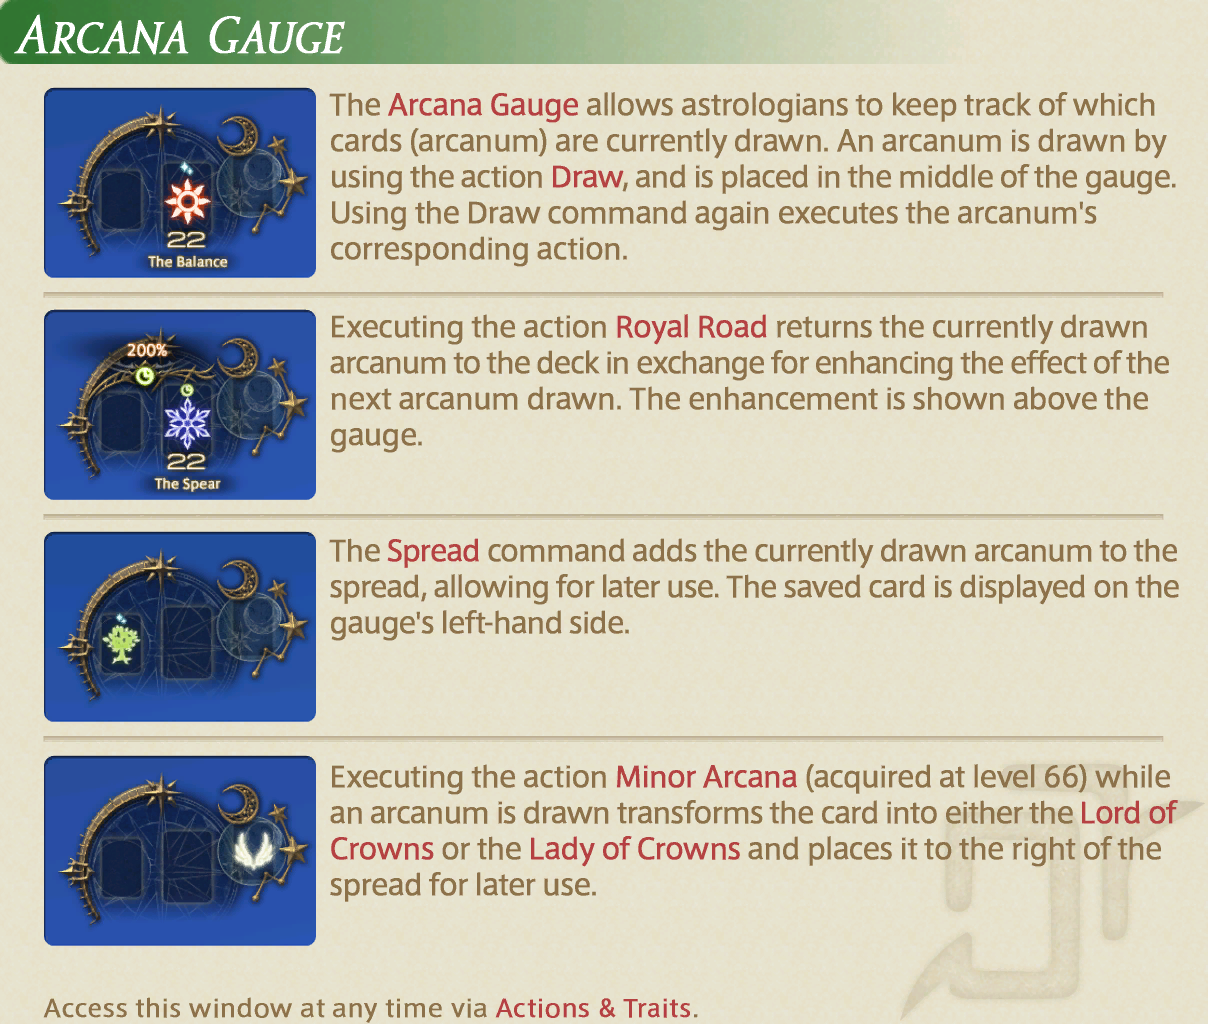 ARCANA GAUGE
The Arcana Gauge allows astrologians to keep track of which
cards (arcanum) are currently drawn. An arcanum is drawn by
using the action Draw, and is placed in the middle of the gauge.
Using the Draw command again executes the arcanum's
corresponding action.
22
The Balance
Executing the action Royal Road returns the currently drawn
arcanum to the deck in exchange for enhancing the effect of the
next arcanum drawn. The enhancement is shown above the
gauge.
200%
22
The Spear
The Spread command adds the currently drawn arcanum to the
spread, allowing for later use. The saved card is displayed on the
gauge's left-hand side.
Executing the action Minor Arcana (acquired at level 66) while
an arcanum is drawn transforms the card into either the Lord of
Crowns or the Lady of Crowns and places it to the right of the
spread for later use.
Access this window at any time via Actions & Traits.